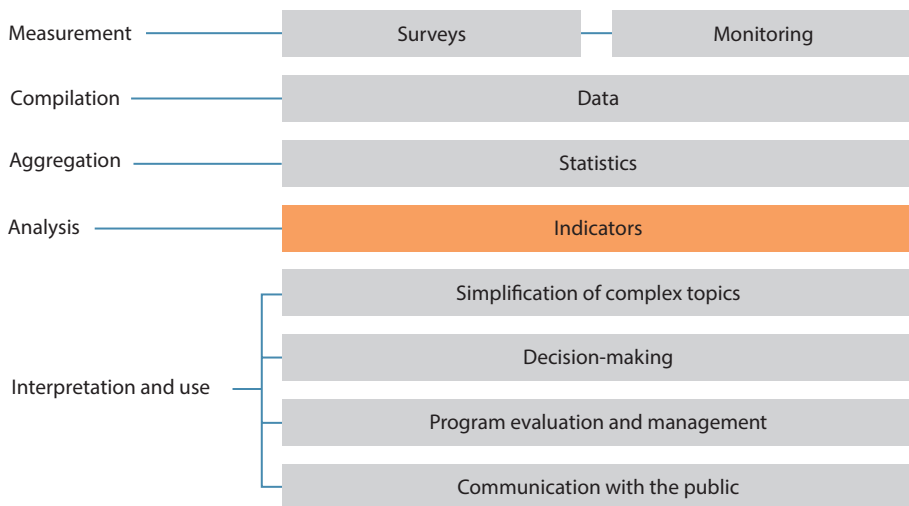 Measurement Surveys Monitoring
Compilation Data
Aggregation Statistics
Analysis Indicators
Simplification of complex topics
Decision-making
Interpretation and use
Program evaluation and management
Communication with the public